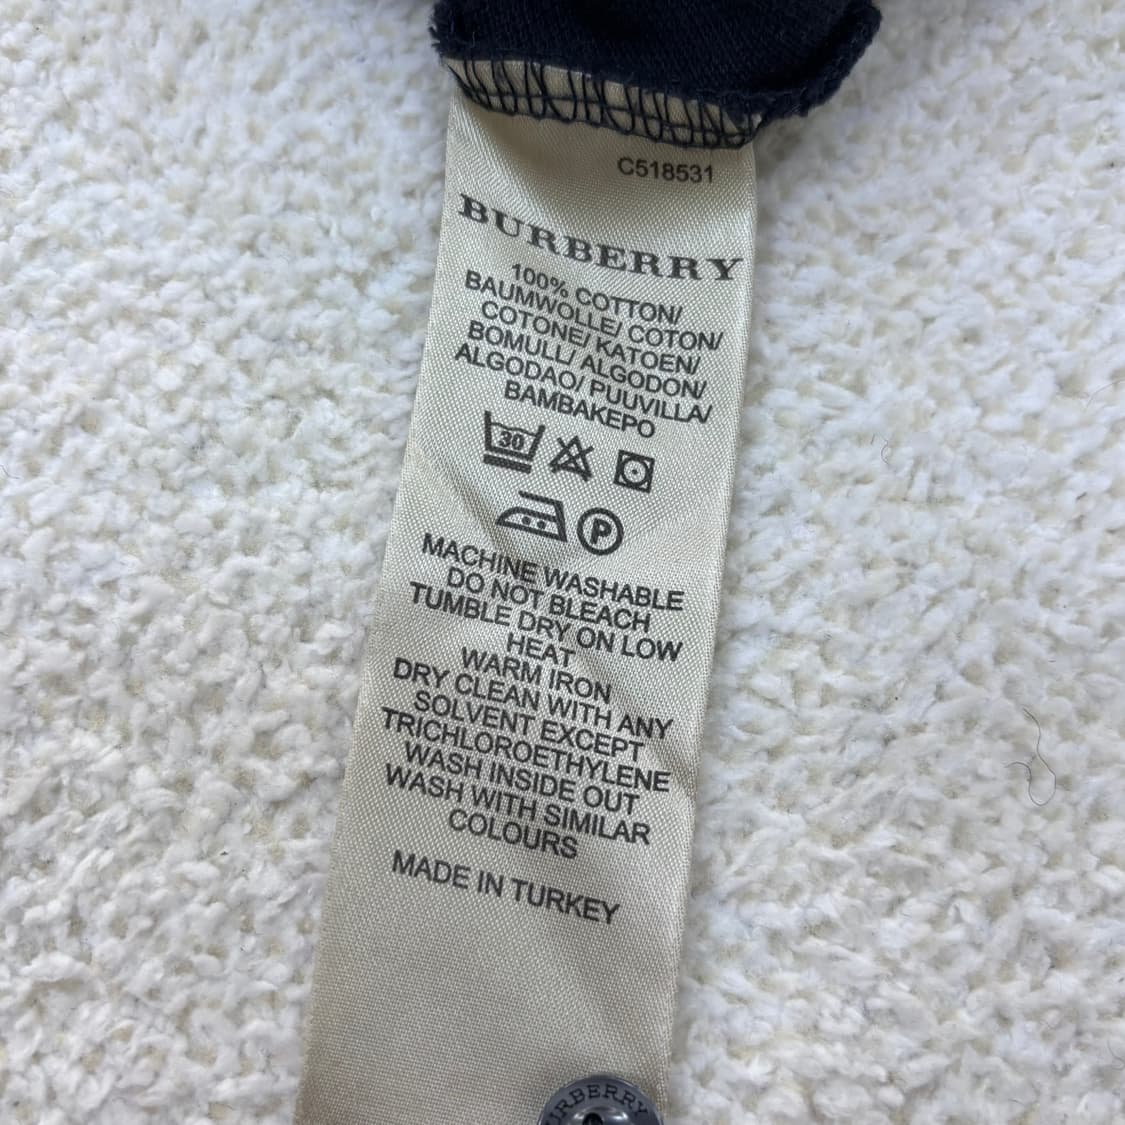 C518531
BURBERRY
100% COTTON/
BAUMWOLLE/ COTON/
COTONE/ KATOEN/
BOMULL/ ALGODON/
ALGODAO/ PUUVILLA/
BAMBAKEPO
30
P
MACHINE WASHABLE
DO NOT BLEACH
TUMBLE DRY ON LOW
HEAT
WARM IRON
DRY CLEAN WITH ANY
SOLVENT EXCEPT
TRICHLOROETHYLENE
WASH INSIDE OUT
WASH WITH SIMILAR
COLOURS
MADE IN TURKEY